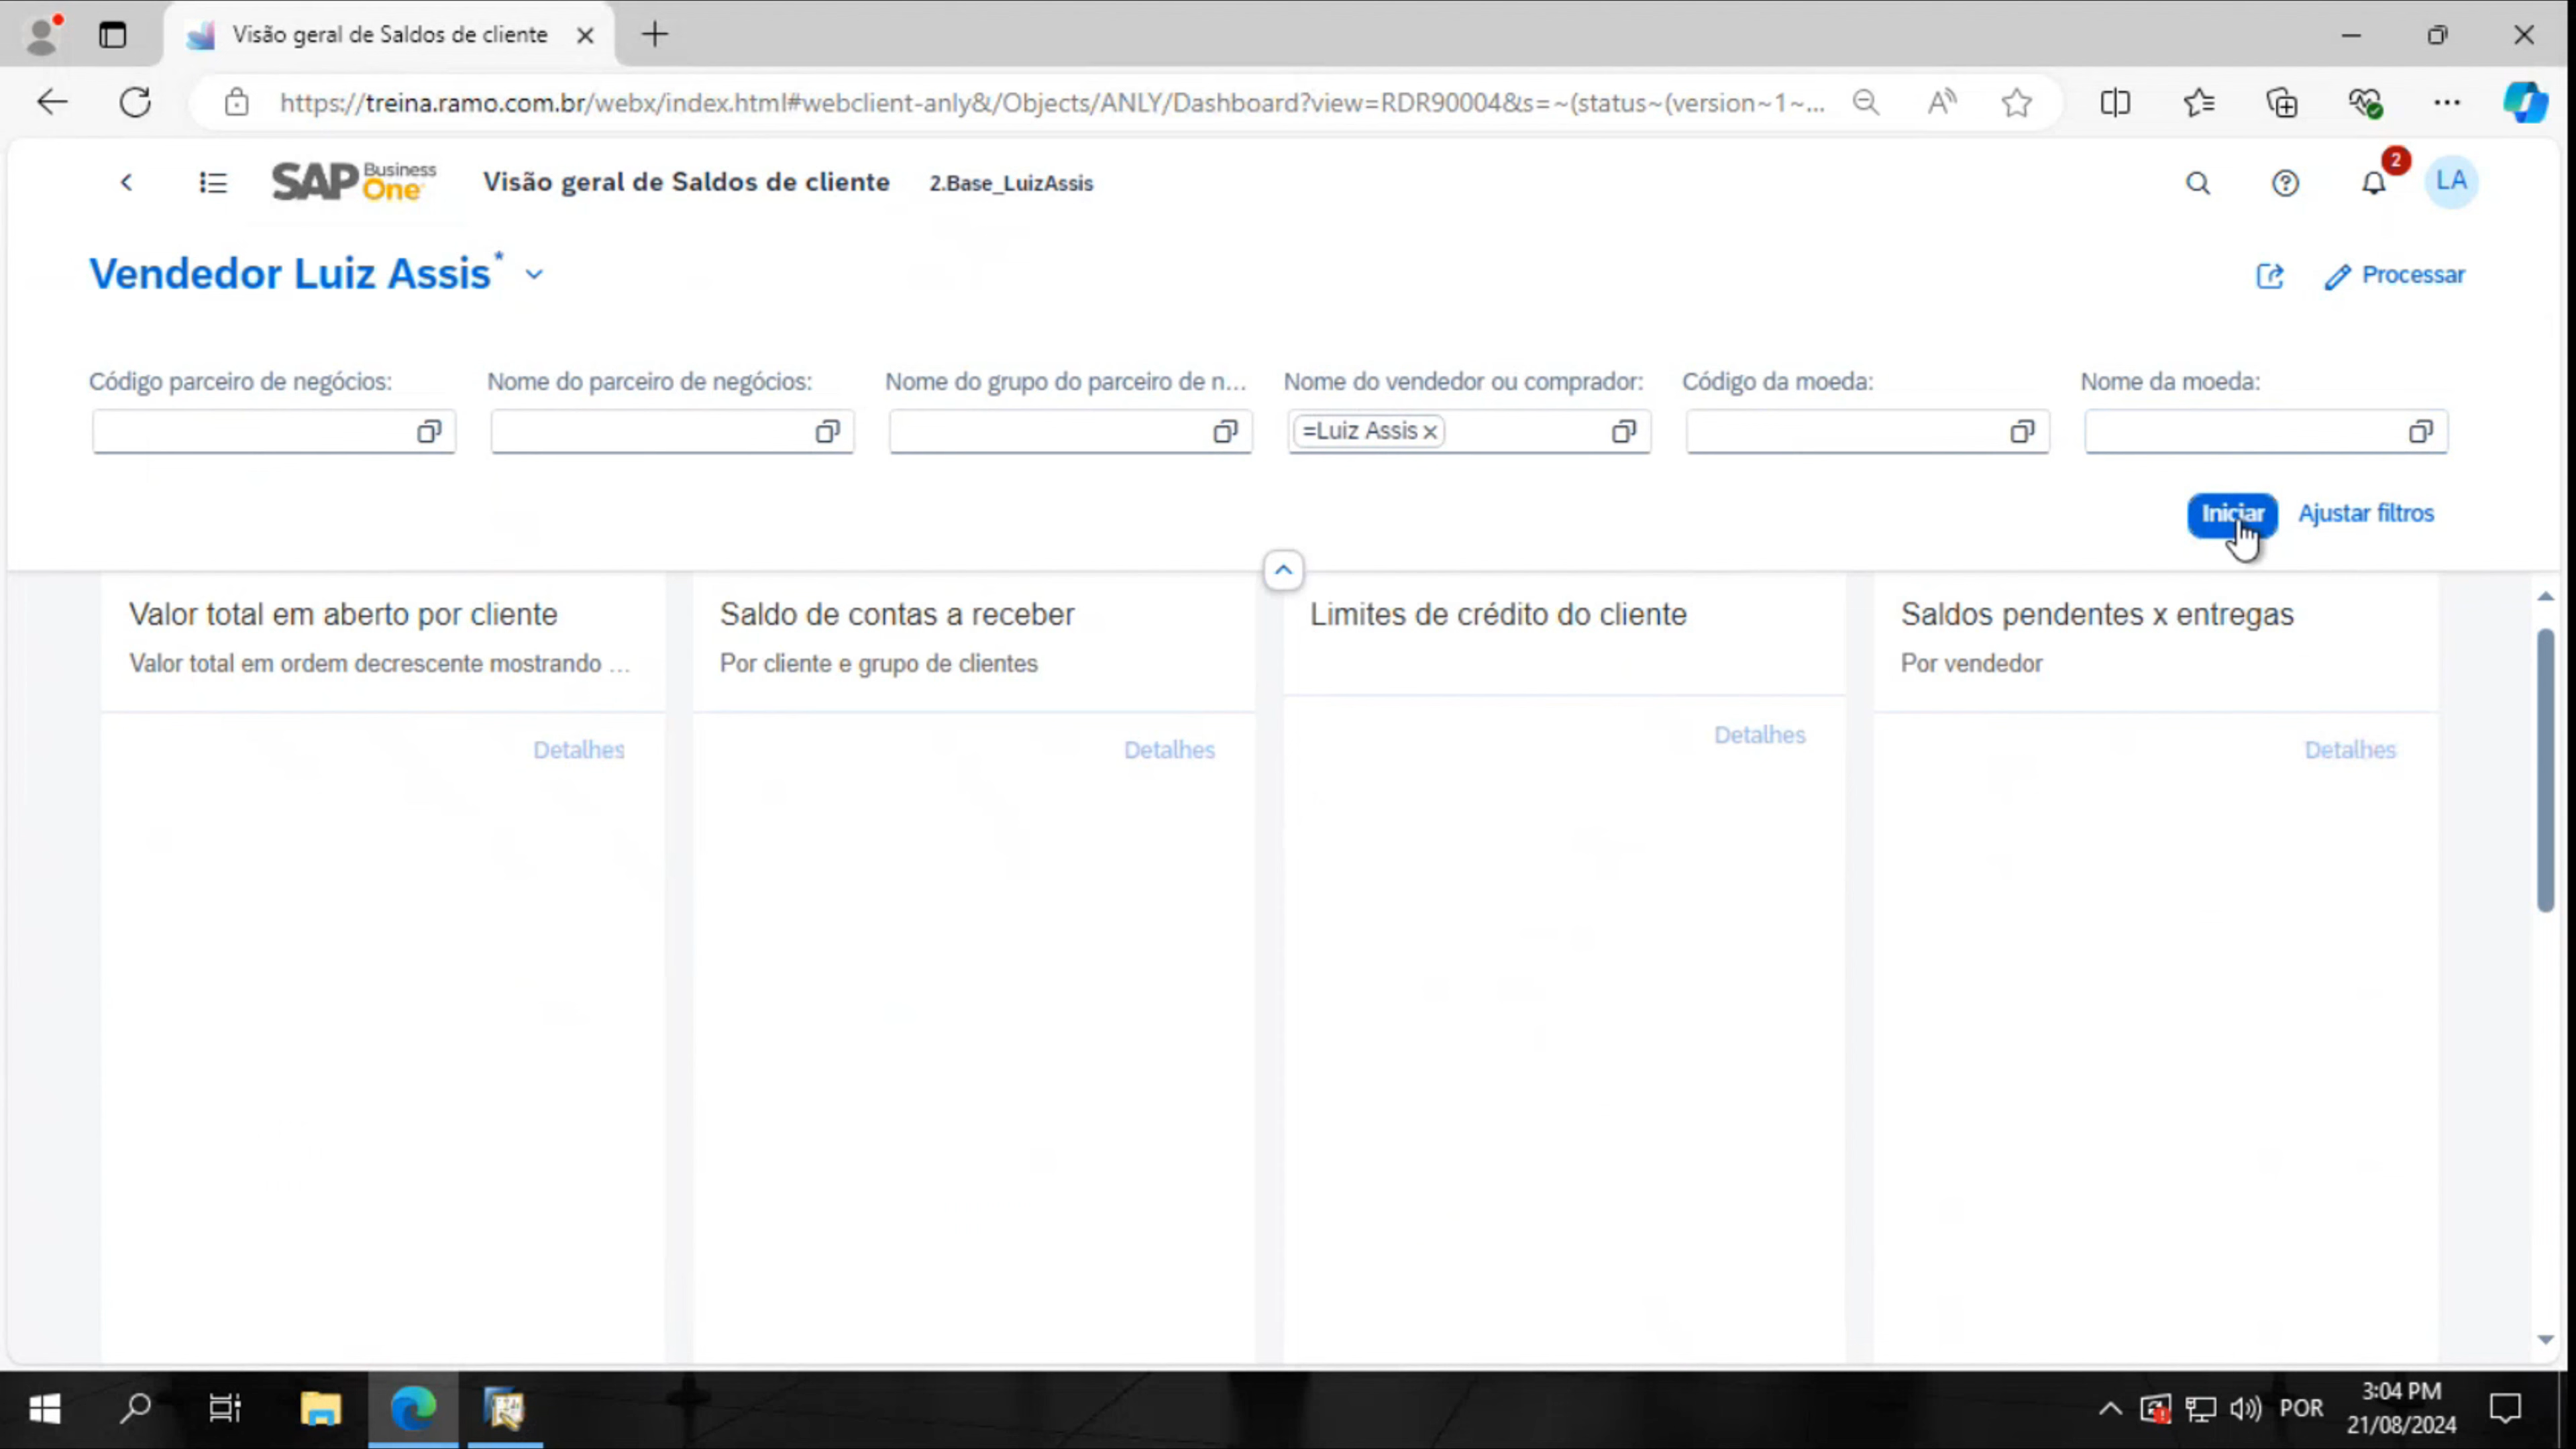 Visão geral de Saldos de cliente
https://treina.ramo.com.br/webx/index.html#webclient-anly&/Objects/ANLY/Dashboard?view=RDR90004&s=~(status~(version~1~...
SAP Business One
Visão geral de Saldos de cliente
2.Base_LuizAssis
2
LA
Vendedor Luiz Assis*
Processar
Código parceiro de negócios:
Nome do parceiro de negócios:
Nome do grupo do parceiro de n...
Nome do vendedor ou comprador:
Código da moeda:
Nome da moeda:
=Luiz Assis
Iniciar
Ajustar filtros
Valor total em aberto por cliente
Valor total em ordem decrescente mostrando ...
Detalhes
Saldo de contas a receber
Por cliente e grupo de clientes
Detalhes
Limites de crédito do cliente
Detalhes
Saldos pendentes x entregas
Por vendedor
Detalhes
POR
3:04 PM
21/08/2024